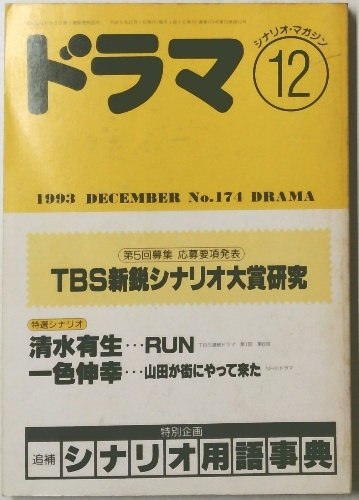 ドラマ
シナリオ・マガジン
12
1993 DECEMBER No.174 DRAMA
第5回募集 応募要項発表
TBS新鋭シナリオ大賞研究
特選シナリオ
清水有生…RUN
一色伸幸…山田が街にやって来た
特別企画
追補 シナリオ用語事典